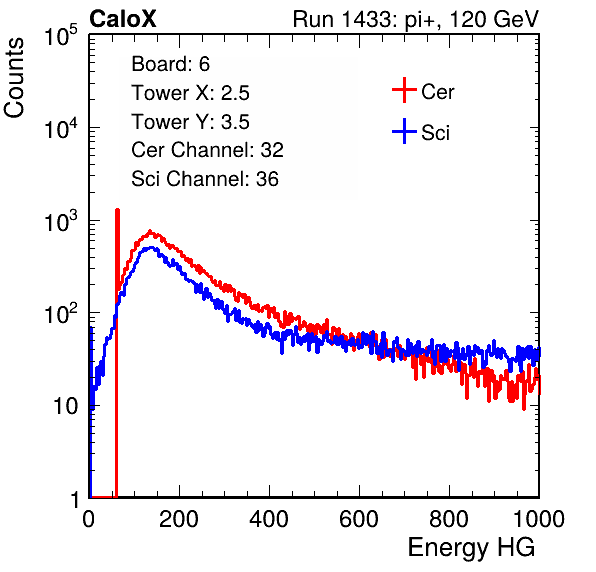 CaloX Run 1433: pi+, 120 GeV
Board: 6
Tower X: 2.5
Tower Y: 3.5
Cer Channel: 32
Sci Channel: 36
Cer
Sci
Counts
10^5
10^4
10^3
10^2
10
1
0 200 400 600 800 1000
Energy HG